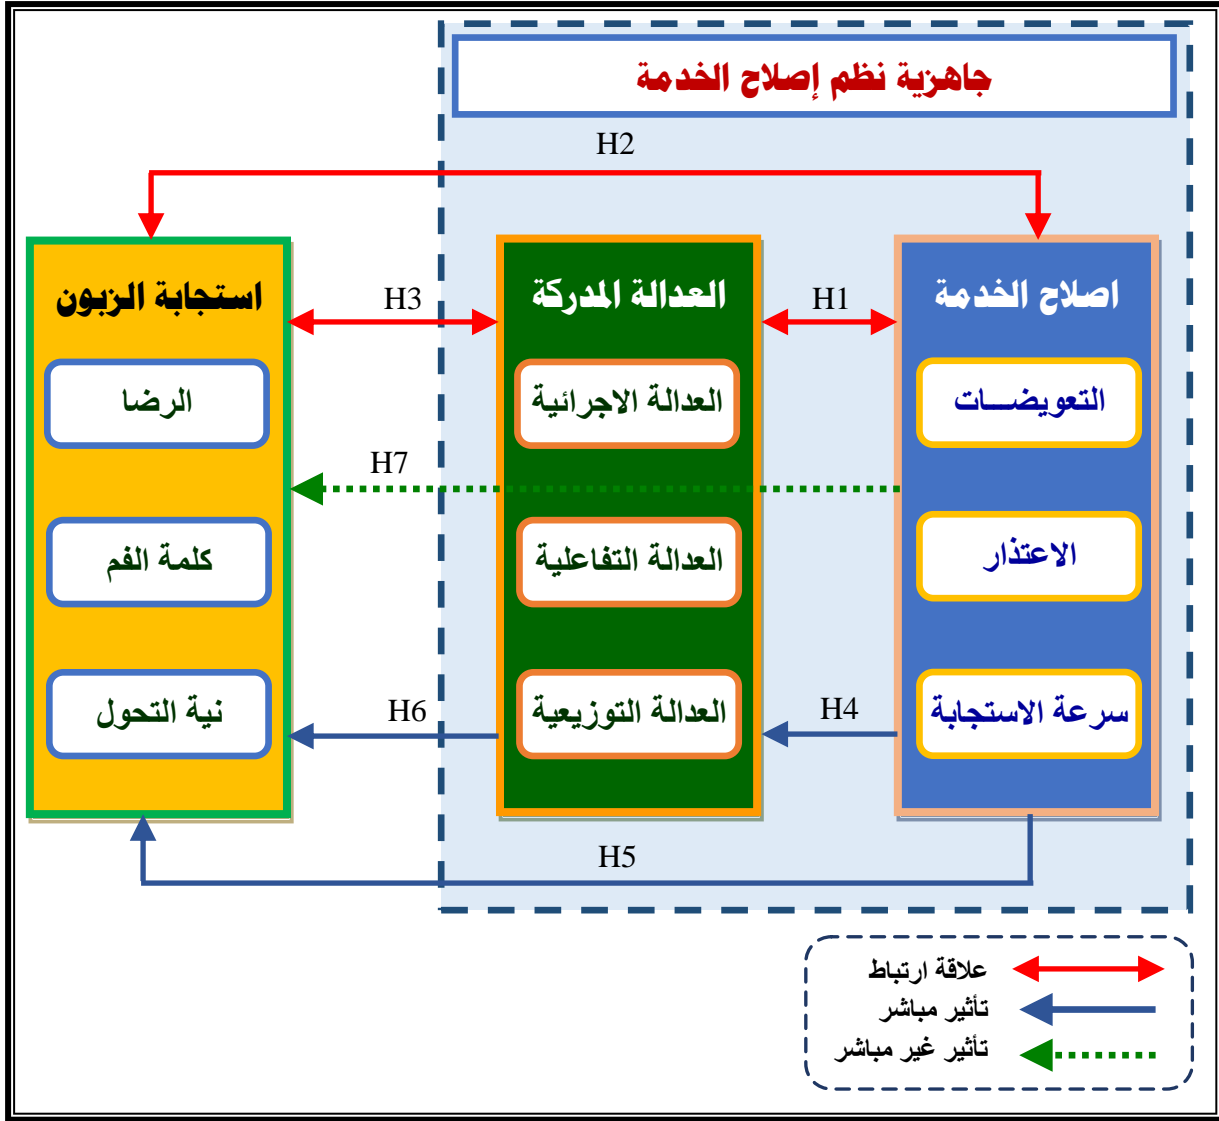 جاهزية نظم إصلاح الخدمة
H2
اصلاح الخدمة
التعويضـــات
الاعتذار
سرعة الاستجابة
H1
H4
العدالة المدركة
العدالة الاجرائية
العدالة التفاعلية
العدالة التوزيعية
H3
H7
H6
استجابة الزبون
الرضا
كلمة الفم
نية التحول
H5
علاقة ارتباط
تأثير مباشر
تأثير غير مباشر